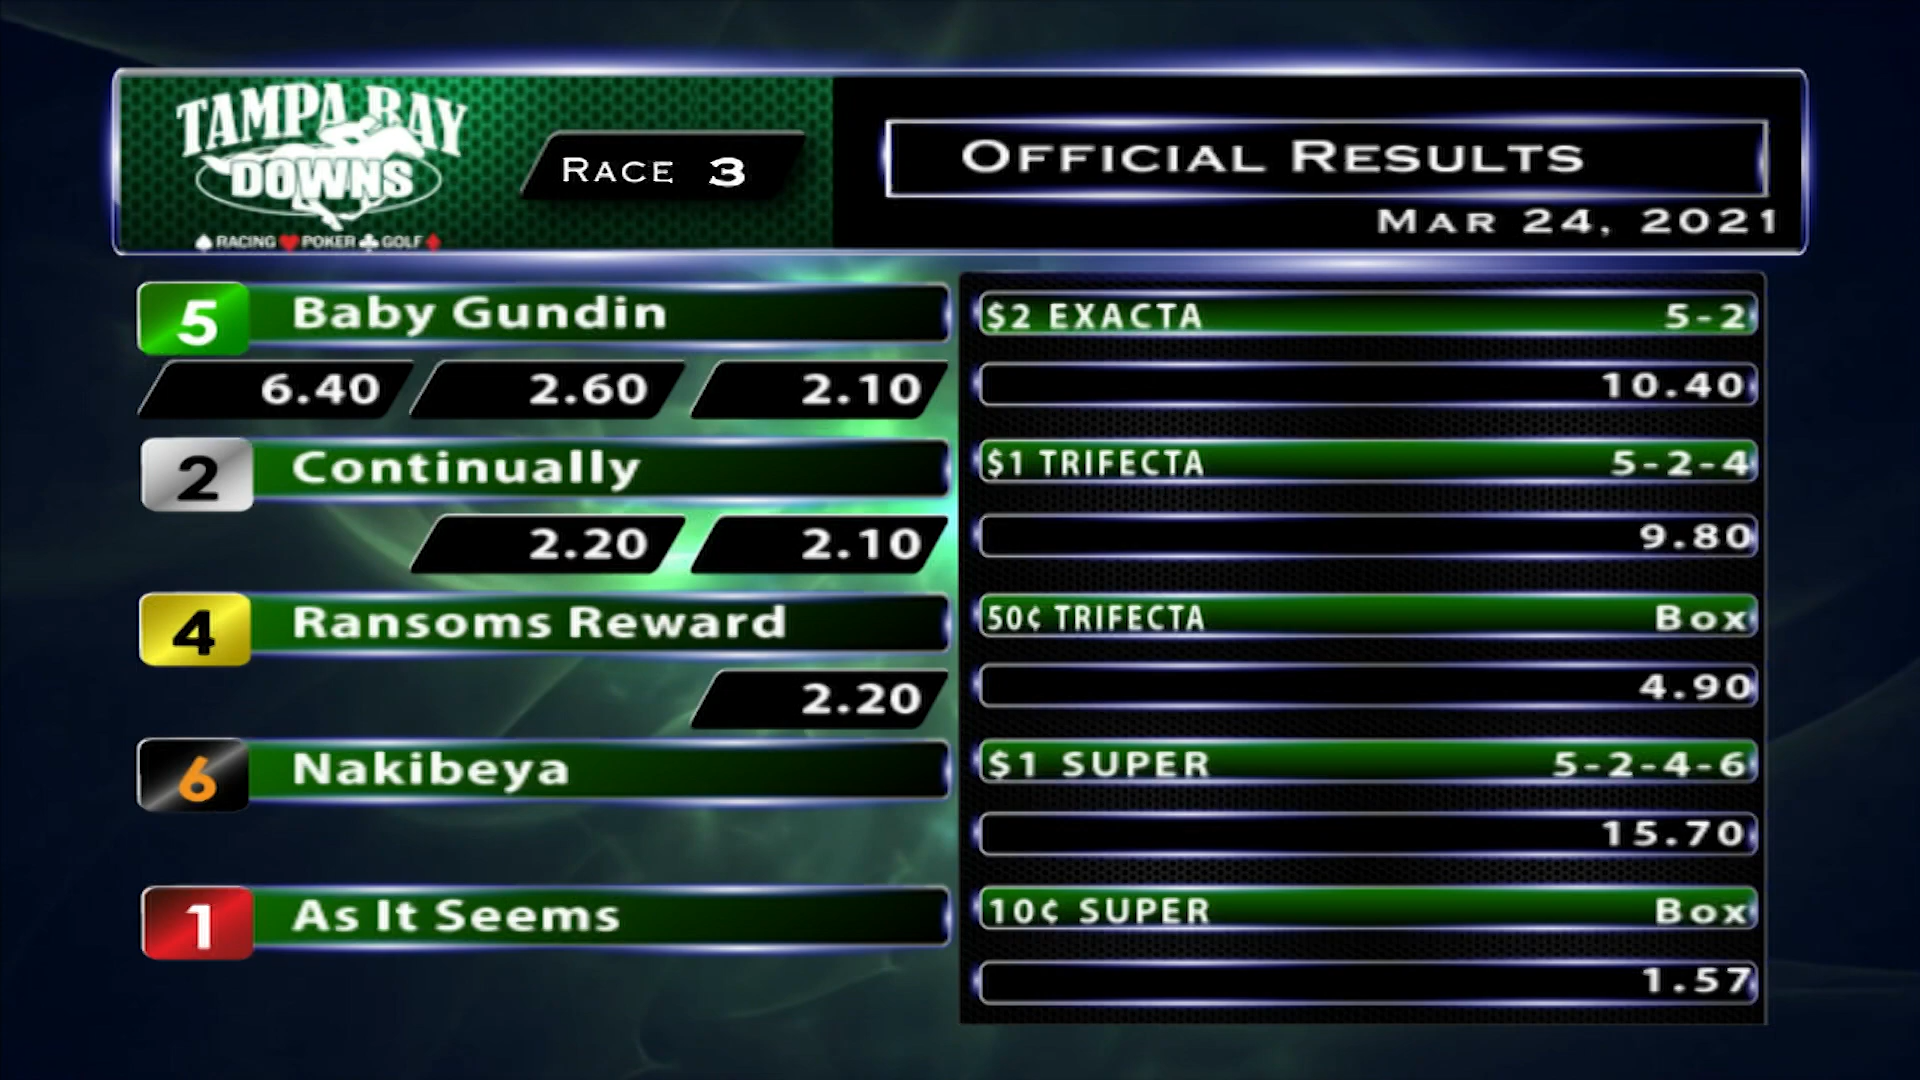 TAMPA BAY
DOWNS
RACING POKER GOLF
RACE 3
OFFICIAL RESULTS
MAR 24, 2021
5 Baby Gundin
6.40 2.60 2.10
2 Continually
2.20 2.10
4 Ransoms Reward
2.20
6 Nakibeya
1 As It Seems
$2 EXACTA 5-2
10.40
$1 TRIFECTA 5-2-4
9.80
50¢ TRIFECTA Box
4.90
$1 SUPER 5-2-4-6
15.70
10¢ SUPER Box
1.57